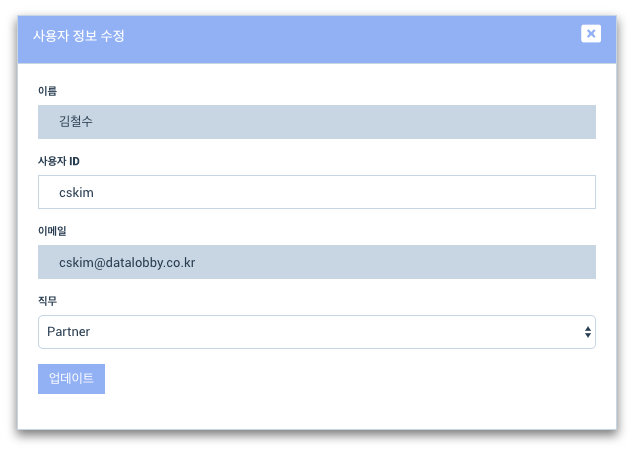 사용자 정보 수정
이름
김철수
사용자 ID
cskim
이메일
cskim@datalobby.co.kr
직무
Partner
업데이트